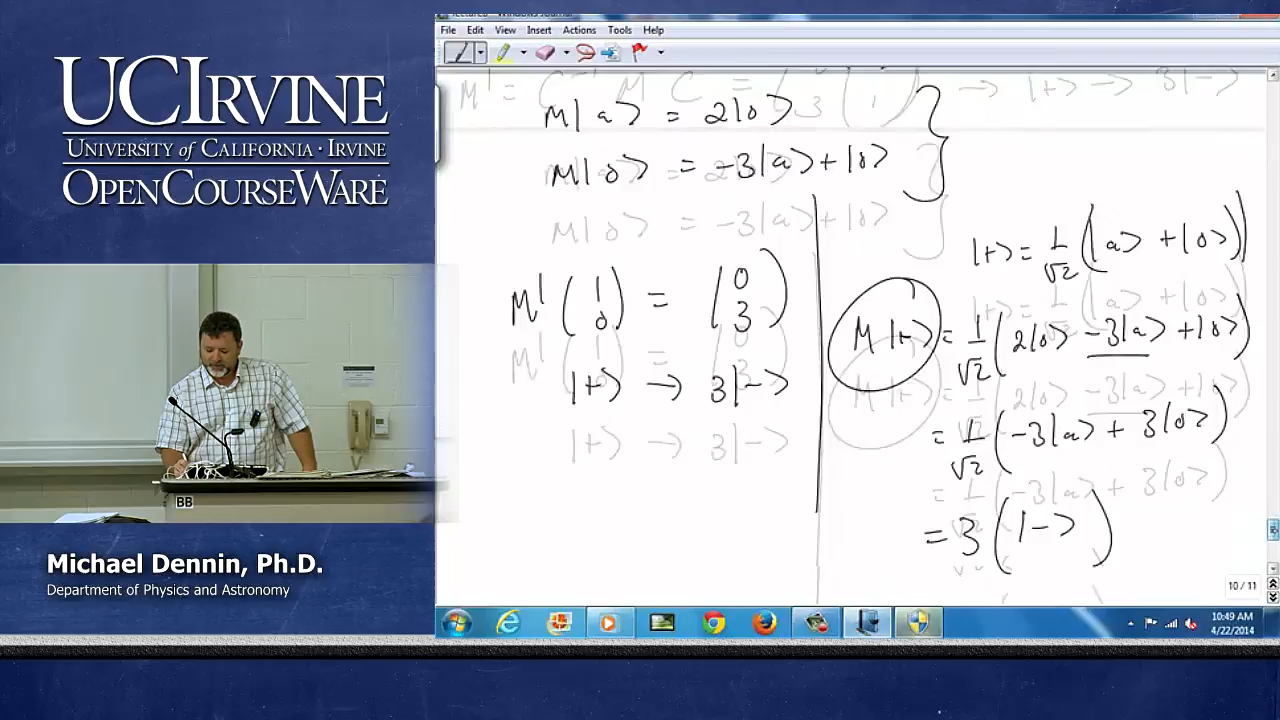 UCIRVINE
UNIVERSITY of CALIFORNIA · IRVINE
OPENCOURSEWARE
BB
Michael Dennin, Ph.D.
Department of Physics and Astronomy
File Edit View Insert Actions Tools Help
M' = C⁻¹ M C = → |+> → 3|->
M|a> = 2|o>
M|o> = -3|a> + |o>
M' (1 0) = (0 3)
|+> → 3|->
|+> = 1/√2 (|a> + |o>)
M|+> = 1/√2 (2|o> -3|a> + |o>)
= 1/√2 (-3|a> + 3|o>)
= 3 (|->)
10 / 11
10:49 AM
4/22/2014